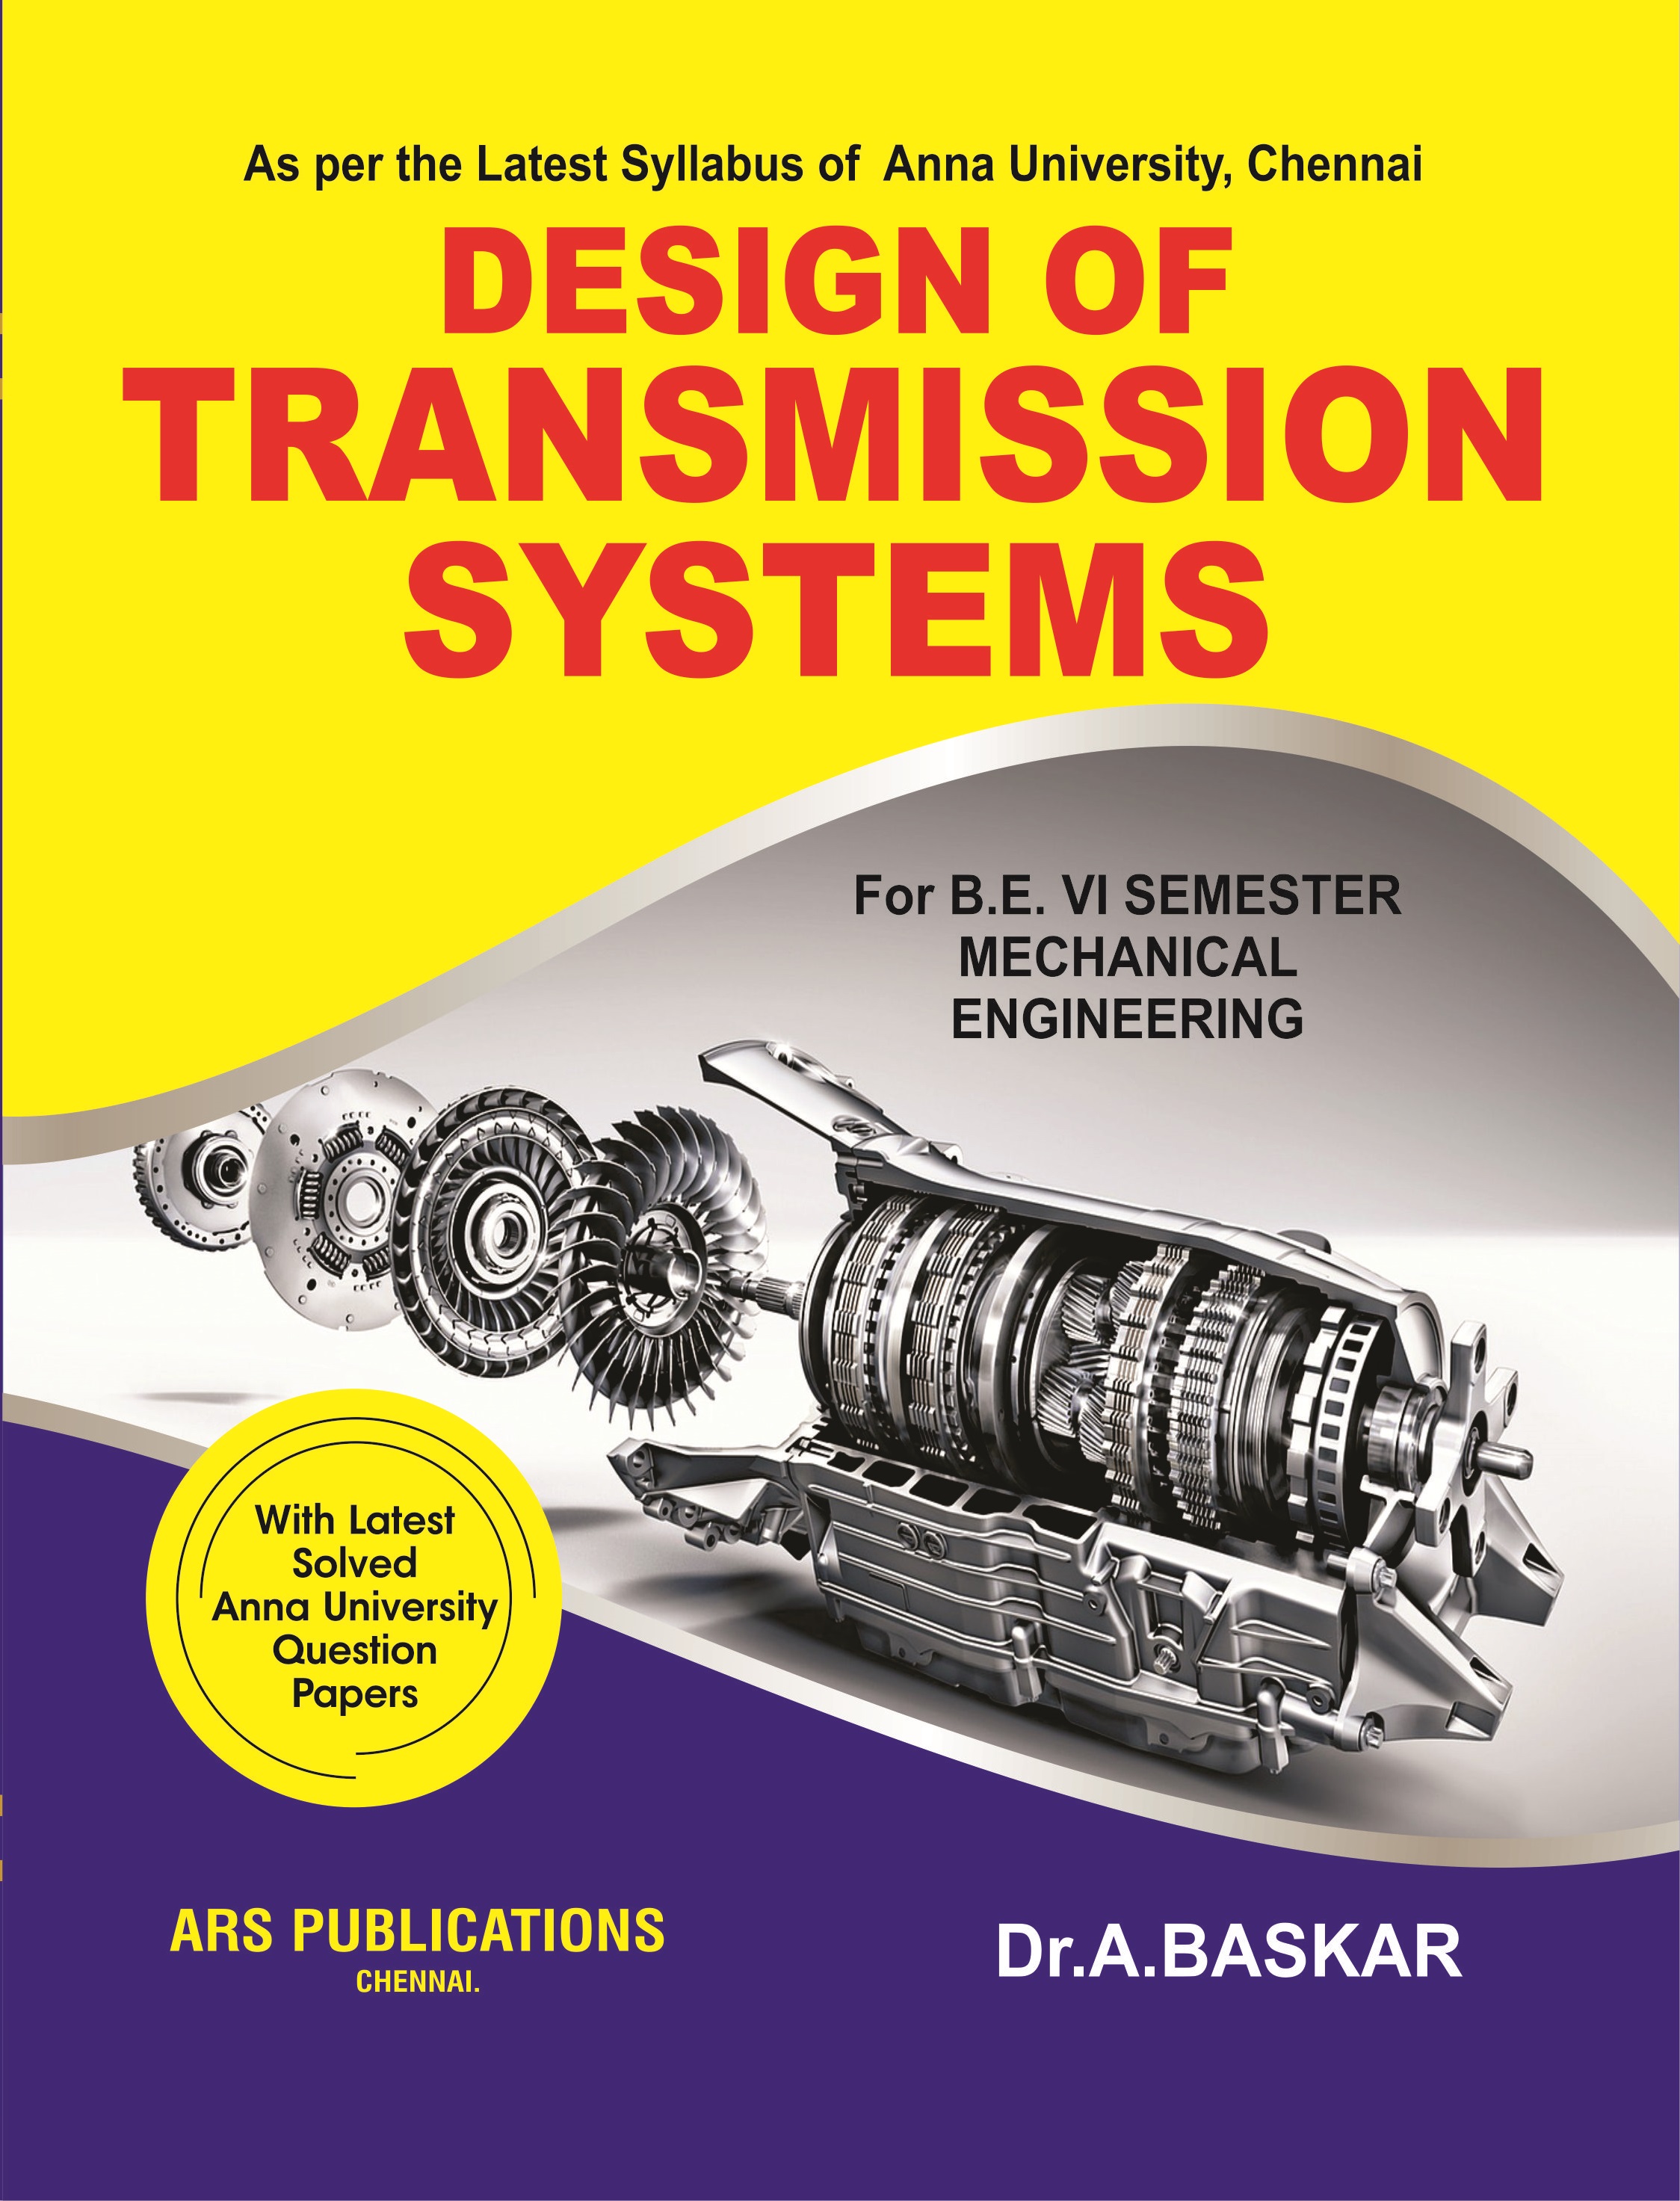 As per the Latest Syllabus of Anna University, Chennai
DESIGN OF
TRANSMISSION
SYSTEMS
For B.E. VI SEMESTER
MECHANICAL
ENGINEERING
With Latest
Solved
Anna University
Question
Papers
ARS PUBLICATIONS
CHENNAI.
Dr.A.BASKAR